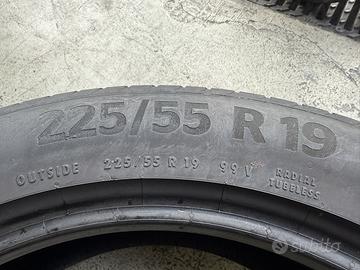 225/55 R 19
OUTSIDE 225/55 R 19 99 V RADIAL
TUBELESS
subito